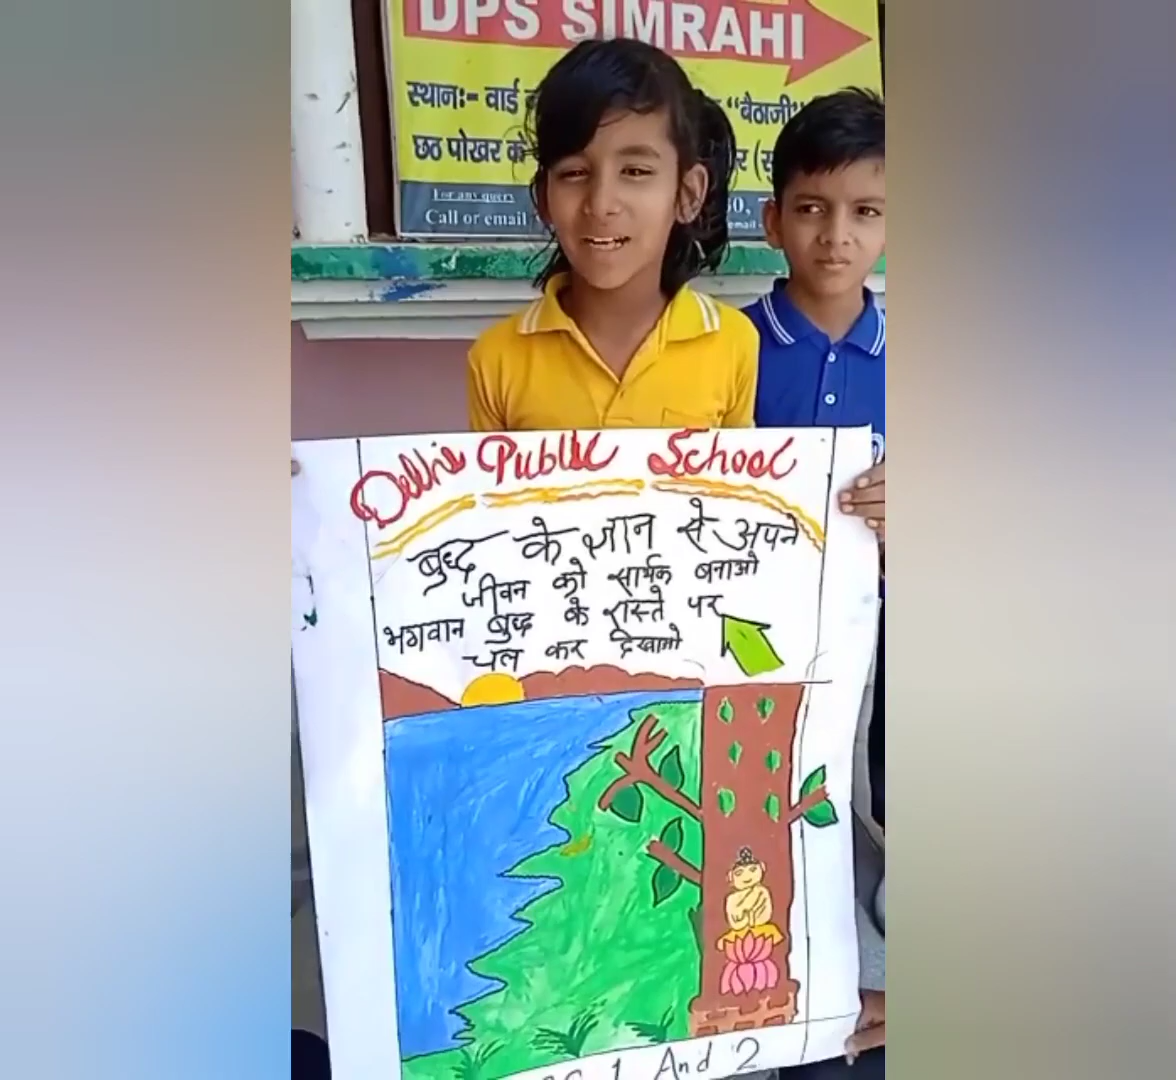 DPS SIMRAHI
स्थान:- वार्ड "बैठाजी"
छठ पोखर के
For any query
Call or email
email
Delhi Public School
बुद्ध के ज्ञान से अपने
जीवन को सार्थक बनाओ
भगवान बुद्ध के रास्ते पर
चल कर दिखाओ
1 And 2